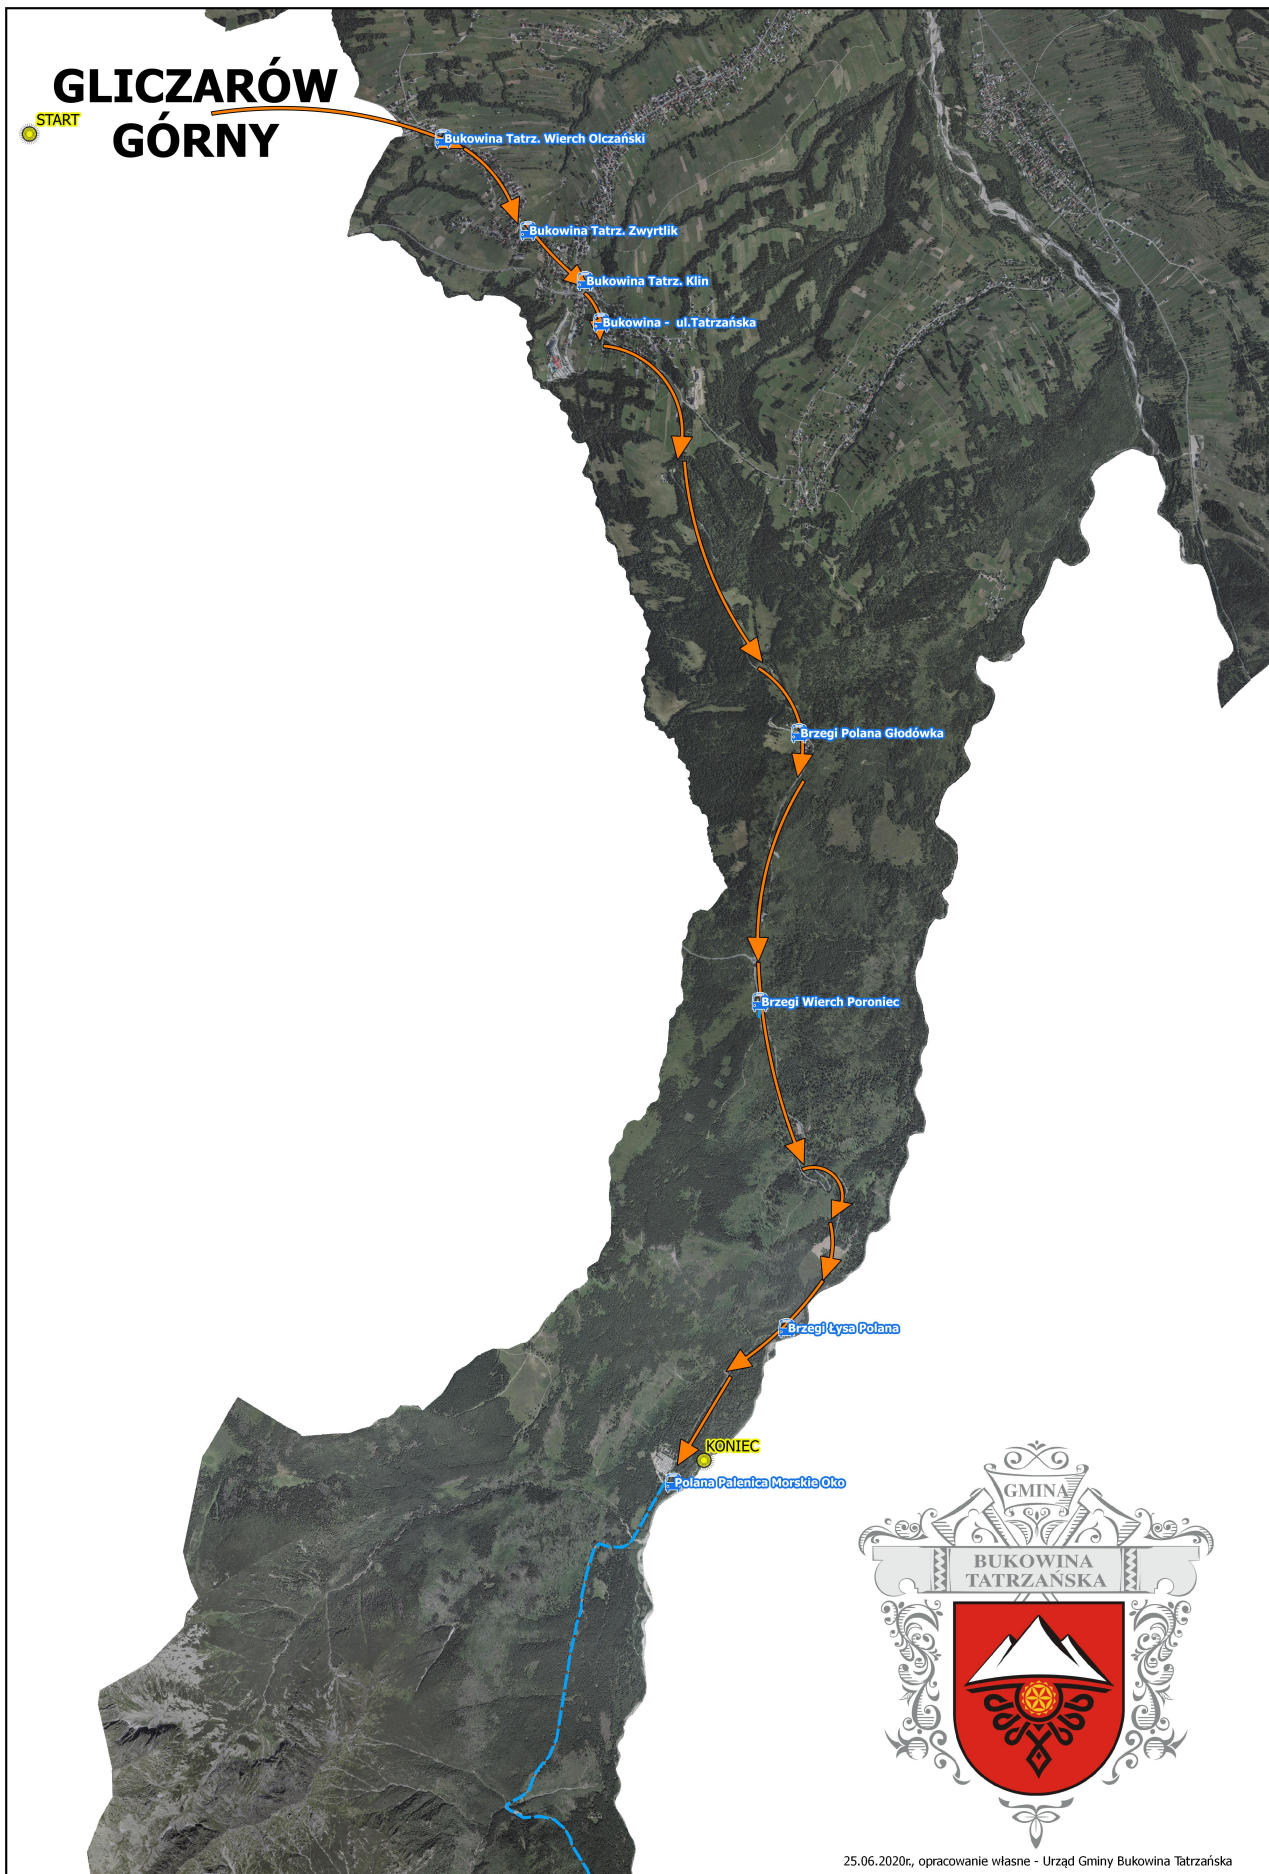 GLICZARÓW
GÓRNY
START
Bukowina Tatrz. Wierch Olczański
Bukowina Tatrz. Zwyrtlik
Bukowina Tatrz. Klin
Bukowina - ul.Tatrzańska
Brzegi Polana Głodówka
Brzegi Wierch Poroniec
Brzegi Łysa Polana
KONIEC
Polana Palenica Morskie Oko
GMINA
BUKOWINA
TATRZAŃSKA
25.06.2020r., opracowanie własne - Urząd Gminy Bukowina Tatrzańska